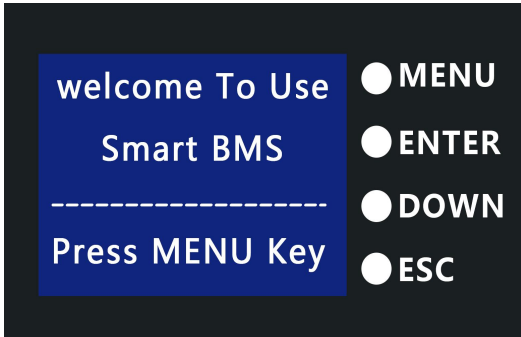 welcome To Use
Smart BMS
-------------------
Press MENU Key
MENU
ENTER
DOWN
ESC